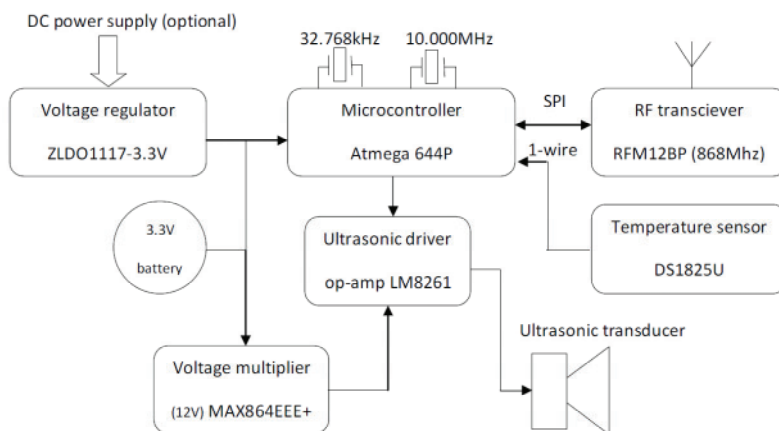 DC power supply (optional)
32.768kHz
10.000MHz
Voltage regulator
ZLDO1117-3.3V
Microcontroller
Atmega 644P
SPI
1-wire
RF transciever
RFM12BP (868Mhz)
3.3V
battery
Ultrasonic driver
op-amp LM8261
Temperature sensor
DS1825U
Ultrasonic transducer
Voltage multiplier
(12V) MAX864EEE+